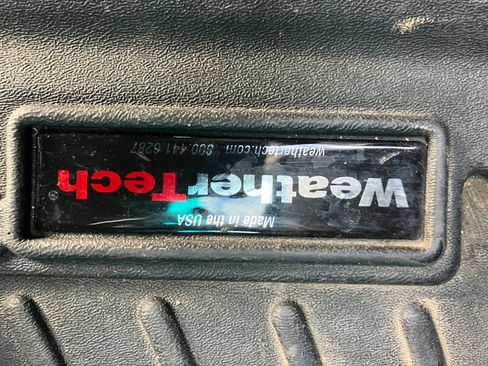 Made in the USA
WeatherTech®
weathertech.com 800.441.6287